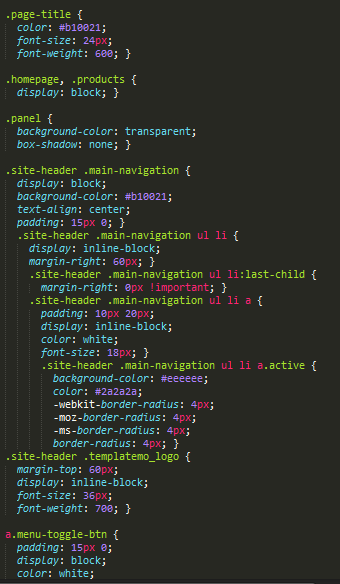 .page-title {
color: #b10021;
font-size: 24px;
font-weight: 600; }
.homepage, .products {
display: block; }
.panel {
background-color: transparent;
box-shadow: none; }
.site-header .main-navigation {
display: block;
background-color: #b10021;
text-align: center;
padding: 15px 0; }
.site-header .main-navigation ul li {
display: inline-block;
margin-right: 60px; }
.site-header .main-navigation ul li:last-child {
margin-right: 0px !important; }
.site-header .main-navigation ul li a {
padding: 10px 20px;
display: inline-block;
color: white;
font-size: 18px; }
.site-header .main-navigation ul li a.active {
background-color: #eeeeee;
color: #2a2a2a;
-webkit-border-radius: 4px;
-moz-border-radius: 4px;
-ms-border-radius: 4px;
border-radius: 4px; }
.site-header .templatemo_logo {
margin-top: 60px;
display: inline-block;
font-size: 36px;
font-weight: 700; }
a.menu-toggle-btn {
padding: 15px 0;
display: block;
color: white;